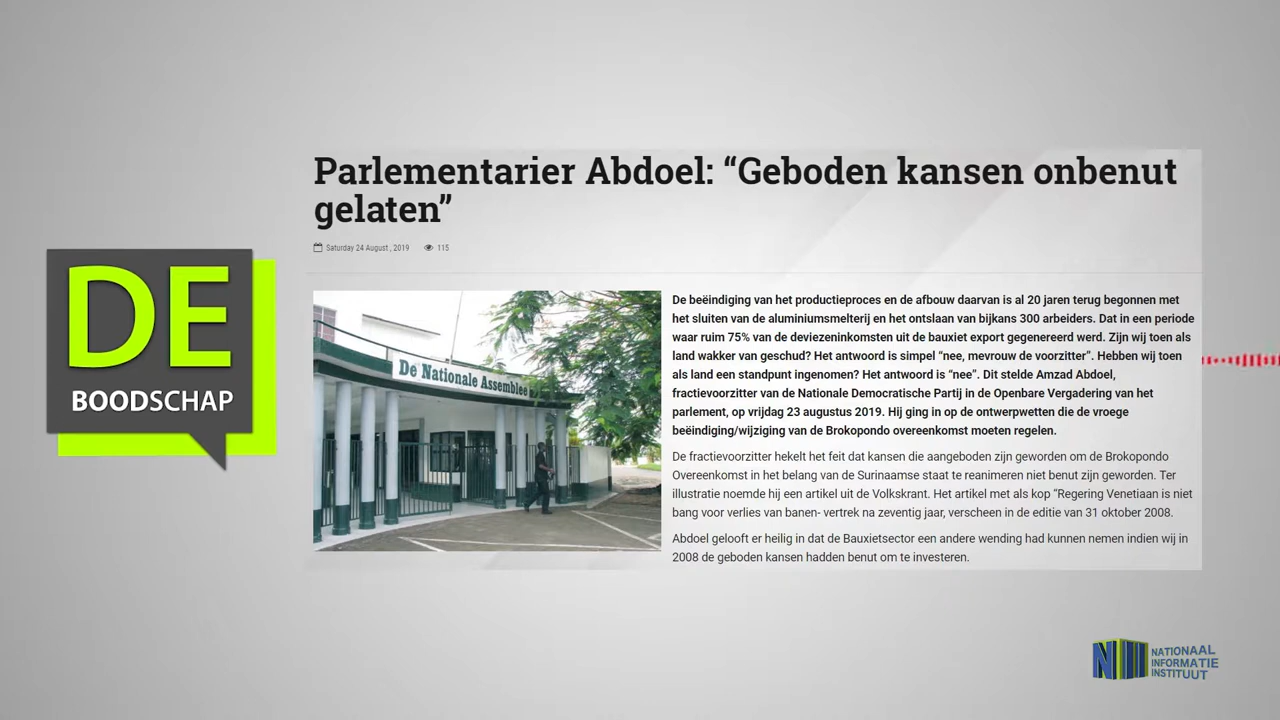 Parlementarier Abdoel: “Geboden kansen onbenut
gelaten”
Saturday 24 August , 2019 115
DE
BOODSCHAP
De Nationale Assemblee
De beëindiging van het productieproces en de afbouw daarvan is al 20 jaren terug begonnen met
het sluiten van de aluminiumsmelterij en het ontslaan van bijkans 300 arbeiders. Dat in een periode
waar ruim 75% van de deviezeninkomsten uit de bauxiet export gegenereerd werd. Zijn wij toen als
land wakker van geschud? Het antwoord is simpel “nee, mevrouw de voorzitter”. Hebben wij toen
als land een standpunt ingenomen? Het antwoord is “nee”. Dit stelde Amzad Abdoel,
fractievoorzitter van de Nationale Democratische Partij in de Openbare Vergadering van het
parlement, op vrijdag 23 augustus 2019. Hij ging in op de ontwerpwetten die de vroege
beëindiging/wijziging van de Brokopondo overeenkomst moeten regelen.
De fractievoorzitter hekelt het feit dat kansen die aangeboden zijn geworden om de Brokopondo
Overeenkomst in het belang van de Surinaamse staat te reanimeren niet benut zijn geworden. Ter
illustratie noemde hij een artikel uit de Volkskrant. Het artikel met als kop “Regering Venetiaan is niet
bang voor verlies van banen- vertrek na zeventig jaar, verscheen in de editie van 31 oktober 2008.
Abdoel gelooft er heilig in dat de Bauxietsector een andere wending had kunnen nemen indien wij in
2008 de geboden kansen hadden benut om te investeren.
NII NATIONAAL
INFORMATIE
INSTITUUT